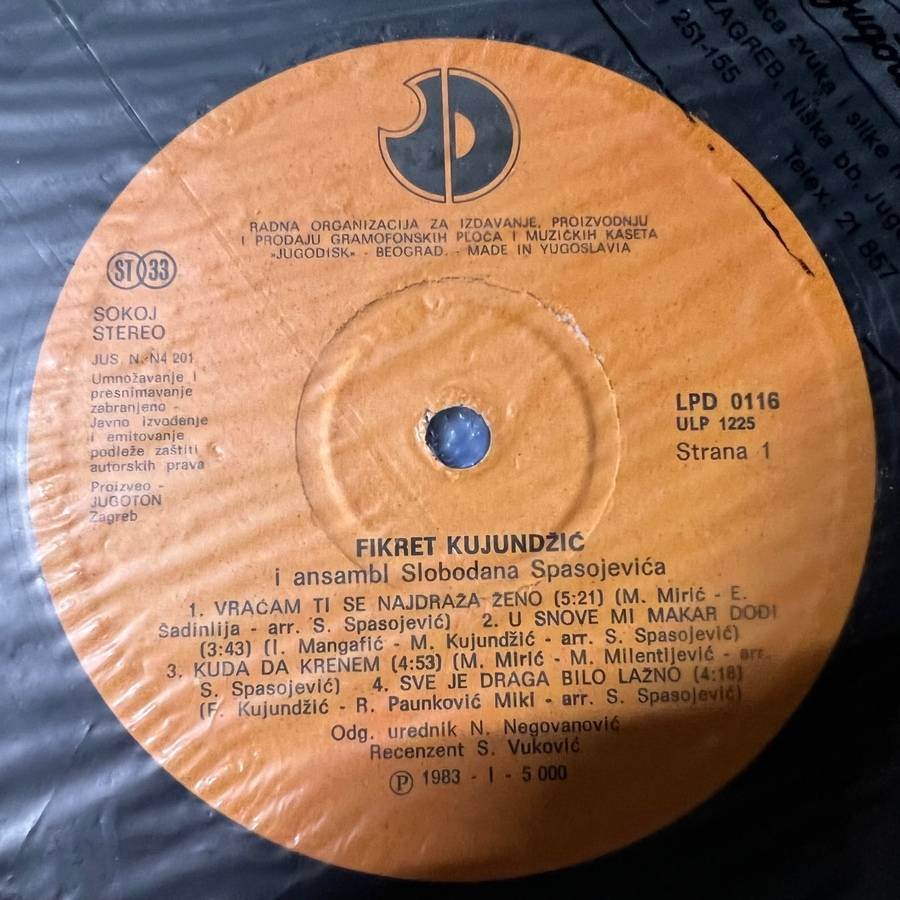 RADNA ORGANIZACIJA ZA IZDAVANJE, PROIZVODNJU
I PRODAJU GRAMOFONSKIH PLOČA I MUZIČKIH KASETA
»JUGODISK« - BEOGRAD. - MADE IN YUGOSLAVIA
ST 33
SOKOJ
STEREO
JUS N. N4 201
Umnožavanje i
presnimavanje
zabranjeno -
Javno izvođenje
i emitovanje
podleže zaštiti
autorskih prava
Proizveo -
JUGOTON
Zagreb
LPD 0116
ULP 1225
Strana 1
FIKRET KUJUNDŽIĆ
i ansambl Slobodana Spasojevića
1. VRAĆAM TI SE NAJDRAŽA ŽENO (5:21) (M. Mirić - E.
Šadinlija - arr. S. Spasojević) 2. U SNOVE MI MAKAR DOĐI
(3:43) (I. Mangafić - M. Kujundžić - arr. S. Spasojević)
3. KUDA DA KRENEM (4:53) (M. Mirić - M. Milentijević - arr.
S. Spasojević) 4. SVE JE DRAGA BILO LAŽNO (4:18)
(F. Kujundžić - R. Paunković Miki - arr. S. Spasojević)
Odg. urednik N. Negovanović
Recenzent S. Vuković
Ⓟ 1983 - I - 5 000
zvuka i slike
ZAGREB, Niška bb, Jugo
251-155
Telex: 21 867